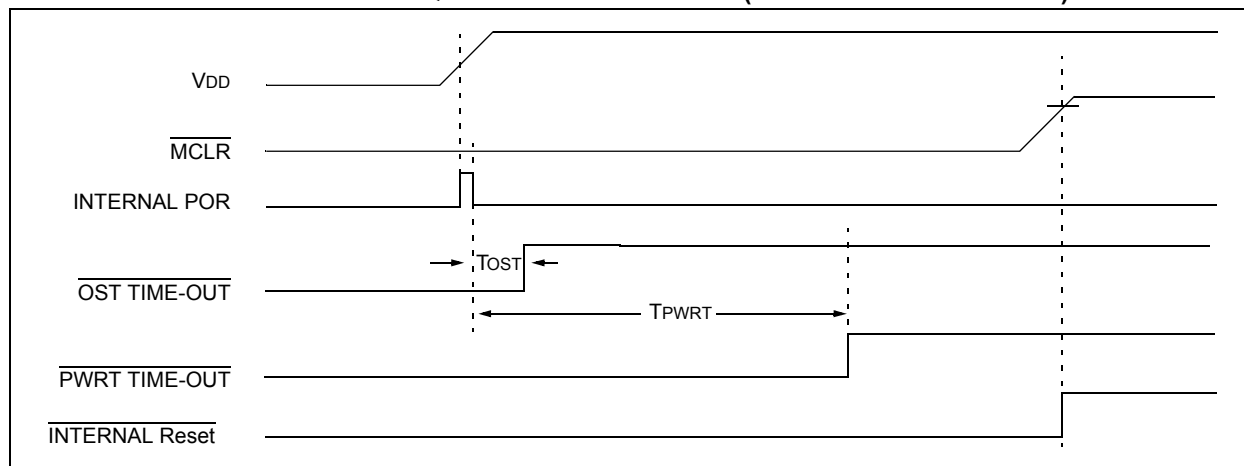 VDD
MCLR
INTERNAL POR
TOST
OST TIME-OUT
TPWRT
PWRT TIME-OUT
INTERNAL Reset